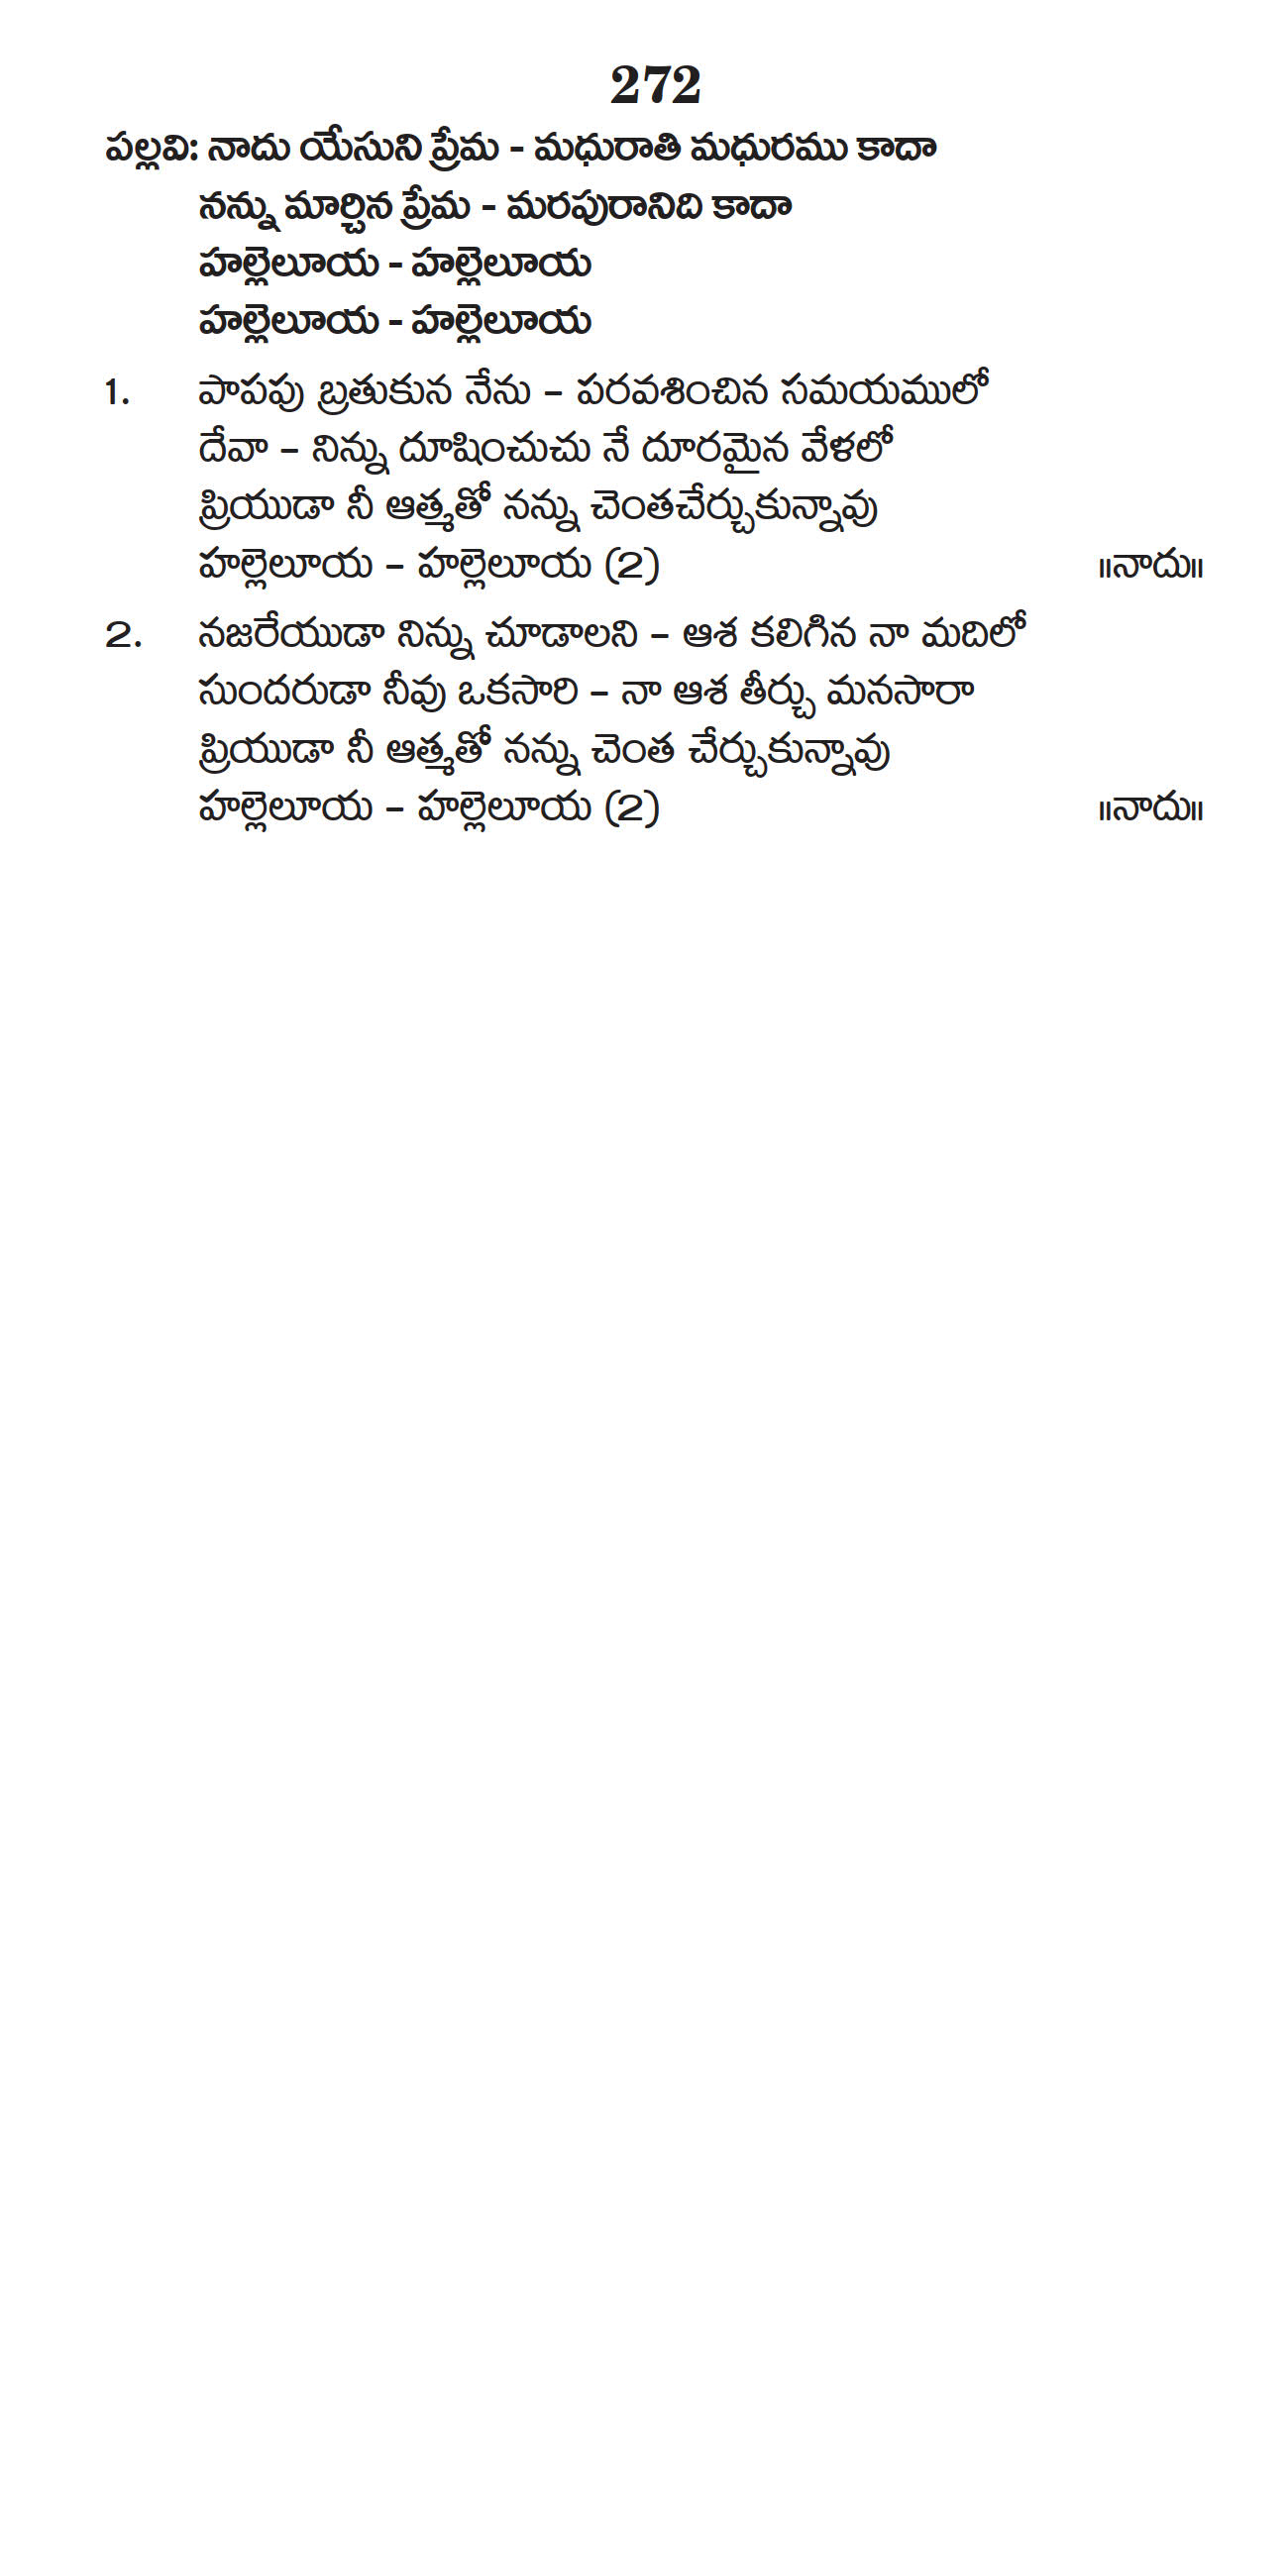 272
పల్లవి: నాదు యేసుని ప్రేమ - మధురాతి మధురము కాదా
నన్ను మార్చిన ప్రేమ - మరపురానిది కాదా
హల్లెలూయ - హల్లెలూయ
హల్లెలూయ - హల్లెలూయ
1. పాపపు బ్రతుకున నేను – పరవశించిన సమయములో
దేవా – నిన్ను దూషించుచు నే దూరమైన వేళలో
ప్రియుడా నీ ఆత్మతో నన్ను చెంతచేర్చుకున్నావు
హల్లెలూయ – హల్లెలూయ (2) ॥నాదు॥
2. నజరేయుడా నిన్ను చూడాలని – ఆశ కలిగిన నా మదిలో
సుందరుడా నీవు ఒకసారి – నా ఆశ తీర్చు మనసారా
ప్రియుడా నీ ఆత్మతో నన్ను చెంత చేర్చుకున్నావు
హల్లెలూయ – హల్లెలూయ (2) ॥నాదు॥